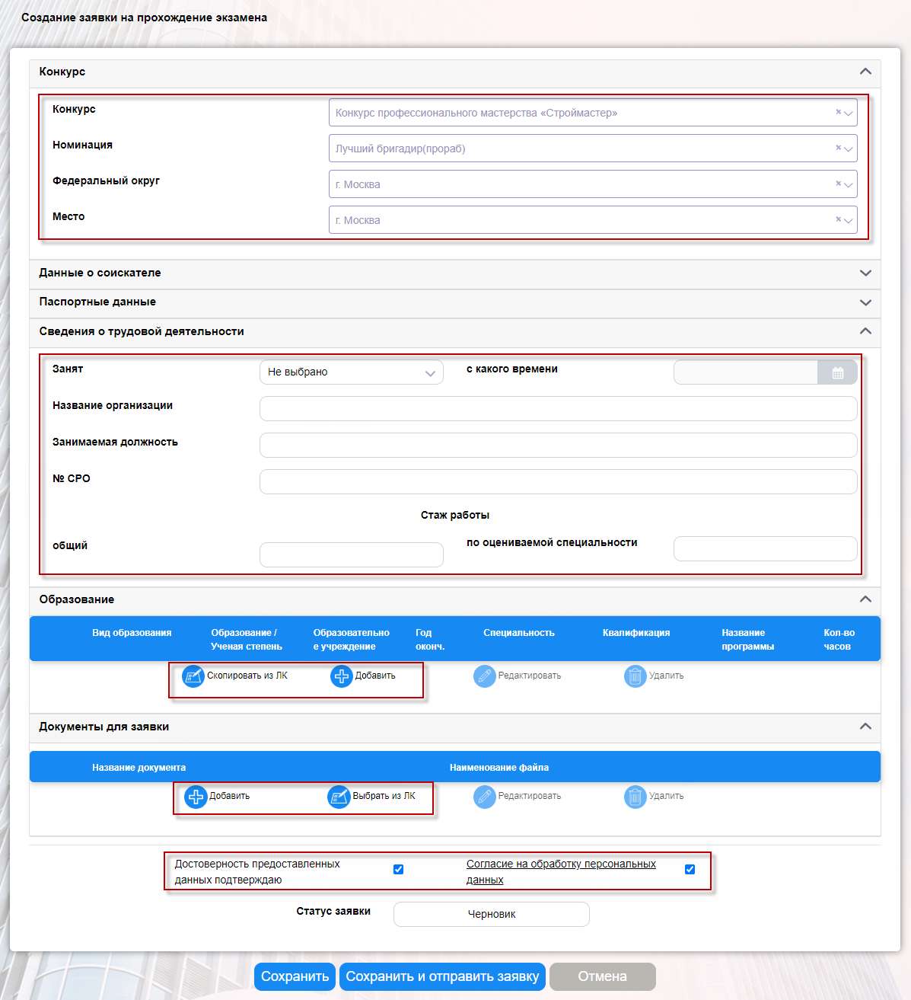 Создание заявки на прохождение экзамена
Конкурс
Конкурс
Конкурс профессионального мастерства «Строймастер»
Номинация
Лучший бригадир(прораб)
Федеральный округ
г. Москва
Место
г. Москва
Данные о соискателе
Паспортные данные
Сведения о трудовой деятельности
Занят
Не выбрано
с какого времени
Название организации
Занимаемая должность
№ СРО
Стаж работы
общий
по оцениваемой специальности
Образование
Вид образования
Образование /
Ученая степень
Образовательно
е учреждение
Год
оконч.
Специальность
Квалификация
Название
программы
Кол-во
часов
Скопировать из ЛК
Добавить
Редактировать
Удалить
Документы для заявки
Название документа
Наименование файла
Добавить
Выбрать из ЛК
Редактировать
Удалить
Достоверность предоставленных
данных подтверждаю
Согласие на обработку персональных
данных
Статус заявки
Черновик
Сохранить
Сохранить и отправить заявку
Отмена